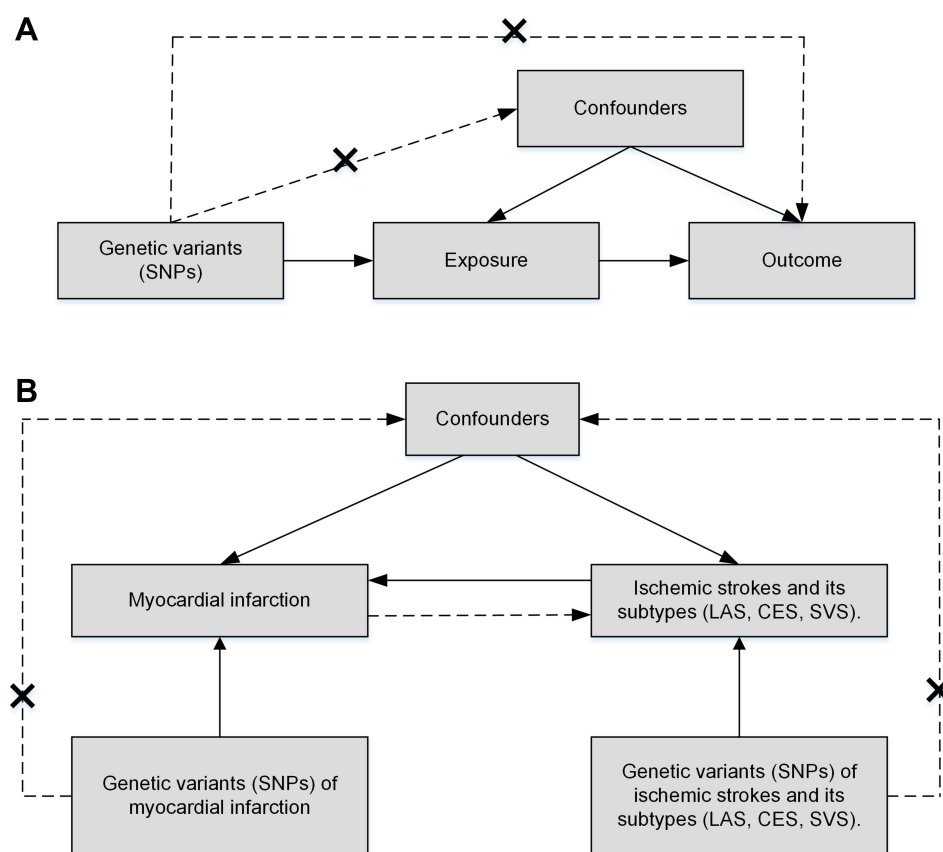 A
Confounders
Genetic variants
(SNPs)
Exposure
Outcome
B
Confounders
Myocardial infarction
Ischemic strokes and its
subtypes (LAS, CES, SVS).
Genetic variants (SNPs) of
myocardial infarction
Genetic variants (SNPs) of
ischemic strokes and its
subtypes (LAS, CES, SVS).